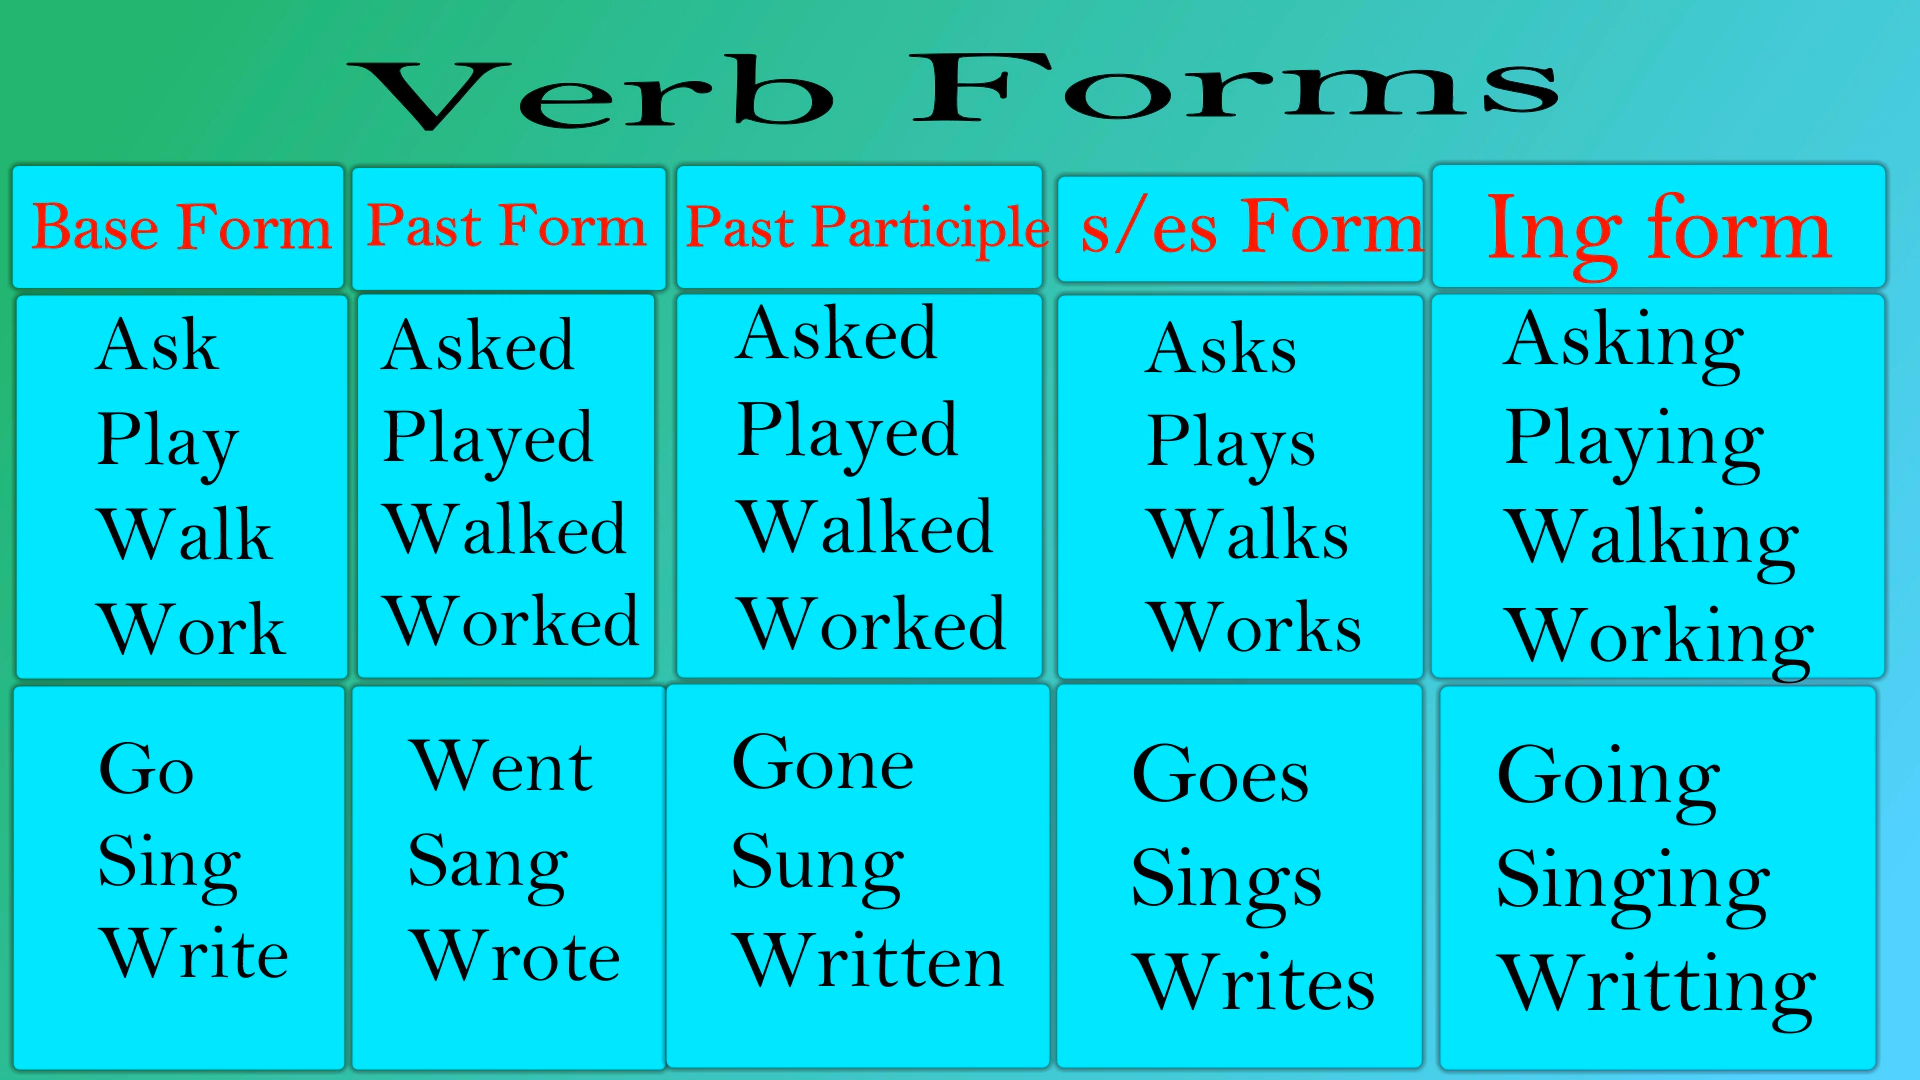 Verb Forms
Base Form Past Form Past Participle s/es Form Ing form
Ask Asked Asked Asks Asking
Play Played Played Plays Playing
Walk Walked Walked Walks Walking
Work Worked Worked Works Working
Go Went Gone Goes Going
Sing Sang Sung Sings Singing
Write Wrote Written Writes Writting